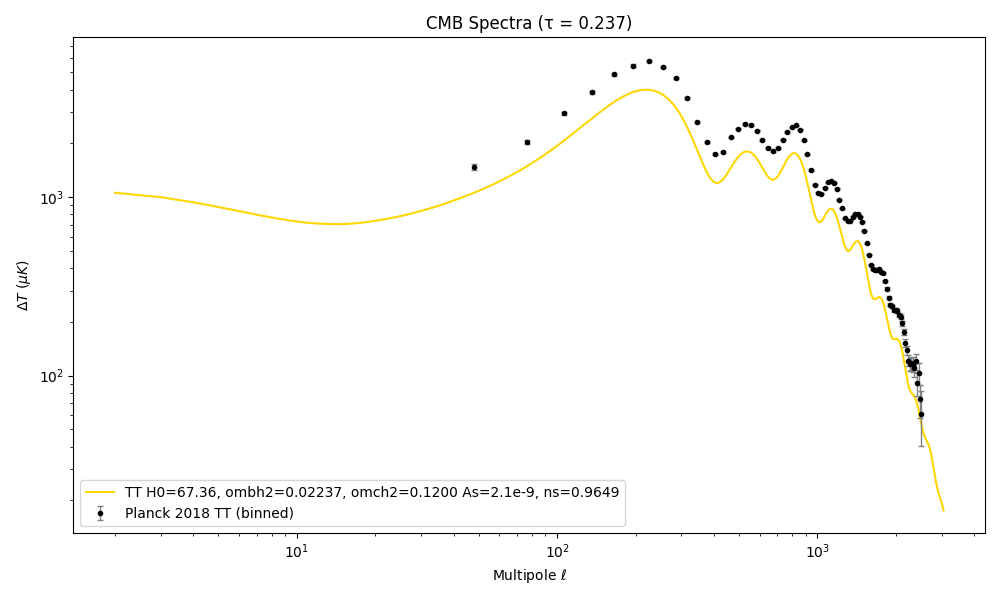 CMB Spectra (τ = 0.237)
ΔT (μK)
10³
10²
TT H0=67.36, ombh2=0.02237, omch2=0.1200 As=2.1e-9, ns=0.9649
Planck 2018 TT (binned)
10¹ 10² 10³
Multipole ℓ